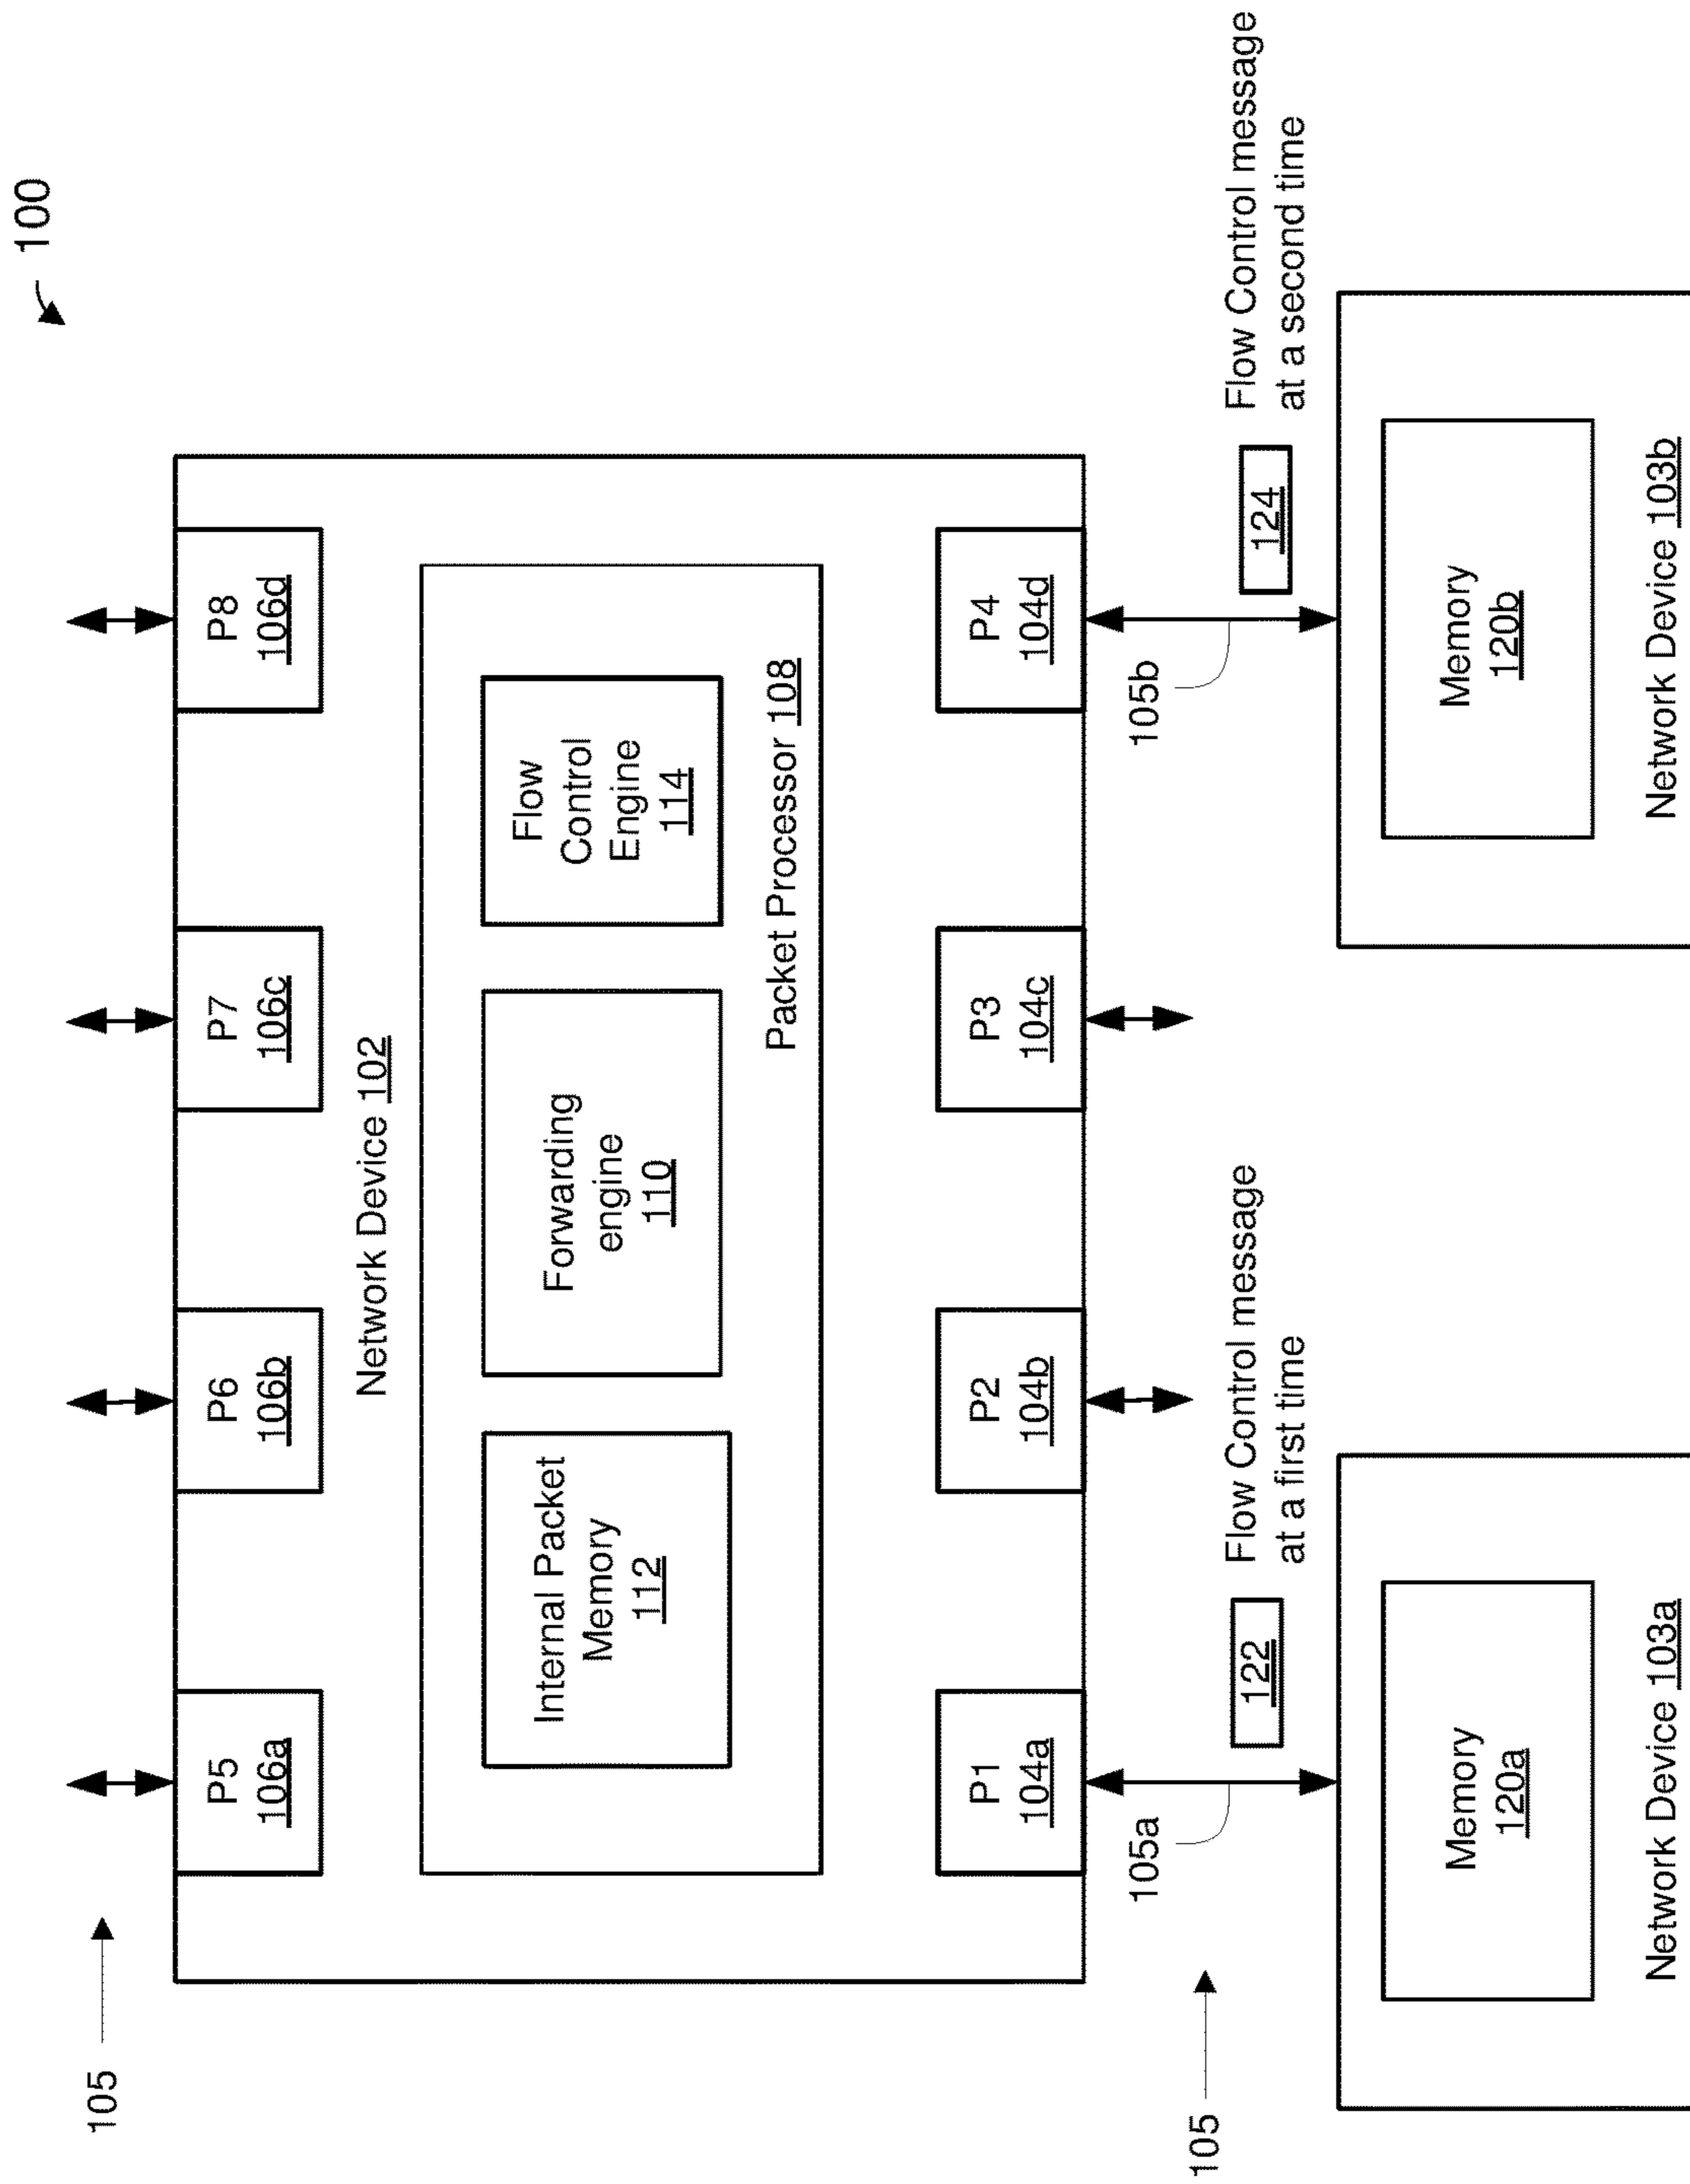 100
105
P5
106a
P6
106b
P7
106c
P8
106d
Network Device 102
Internal Packet
Memory
112
Forwarding
engine
110
Flow
Control
Engine
114
Packet Processor 108
P1
104a
P2
104b
P3
104c
P4
104d
105a
105b
105
122
Flow Control message
at a first time
124
Flow Control message
at a second time
Memory
120a
Network Device 103a
Memory
120b
Network Device 103b